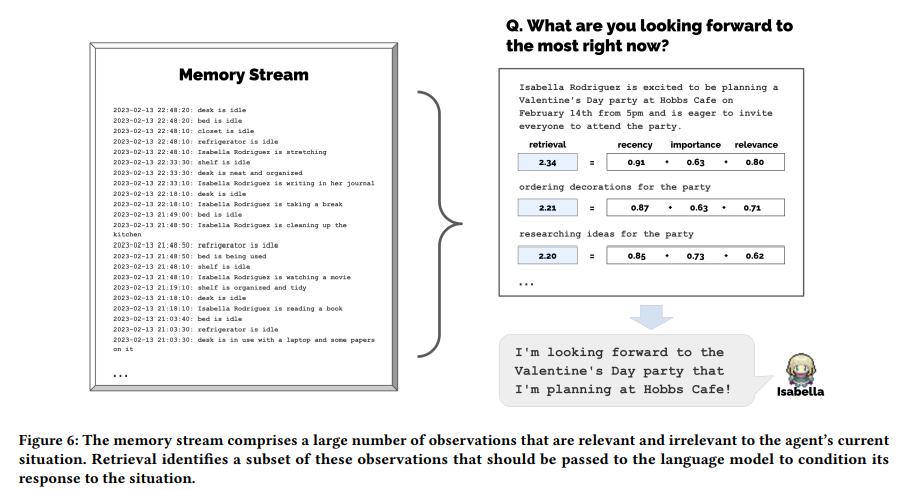 Memory Stream
2023-02-13 22:48:20: desk is idle
2023-02-13 22:48:20: bed is idle
2023-02-13 22:48:10: closet is idle
2023-02-13 22:48:10: refrigerator is idle
2023-02-13 22:48:10: Isabella Rodriguez is stretching
2023-02-13 22:33:30: shelf is idle
2023-02-13 22:33:30: desk is neat and organized
2023-02-13 22:33:10: Isabella Rodriguez is writing in her journal
2023-02-13 22:18:10: desk is idle
2023-02-13 22:18:10: Isabella Rodriguez is taking a break
2023-02-13 21:49:00: bed is idle
2023-02-13 21:48:50: Isabella Rodriguez is cleaning up the
kitchen
2023-02-13 21:48:50: refrigerator is idle
2023-02-13 21:48:50: bed is being used
2023-02-13 21:48:10: shelf is idle
2023-02-13 21:48:10: Isabella Rodriguez is watching a movie
2023-02-13 21:19:10: shelf is organized and tidy
2023-02-13 21:18:10: desk is idle
2023-02-13 21:18:10: Isabella Rodriguez is reading a book
2023-02-13 21:03:40: bed is idle
2023-02-13 21:03:30: refrigerator is idle
2023-02-13 21:03:30: desk is in use with a laptop and some papers
on it
...
Q. What are you looking forward to
the most right now?
Isabella Rodriguez is excited to be planning a
Valentine's Day party at Hobbs Cafe on
February 14th from 5pm and is eager to invite
everyone to attend the party.
retrieval recency importance relevance
2.34 = 0.91 + 0.63 + 0.80
ordering decorations for the party
2.21 = 0.87 + 0.63 + 0.71
researching ideas for the party
2.20 = 0.85 + 0.73 + 0.62
...
I'm looking forward to the
Valentine's Day party that
I'm planning at Hobbs Cafe!
Isabella
Figure 6: The memory stream comprises a large number of observations that are relevant and irrelevant to the agent's current
situation. Retrieval identifies a subset of these observations that should be passed to the language model to condition its
response to the situation.